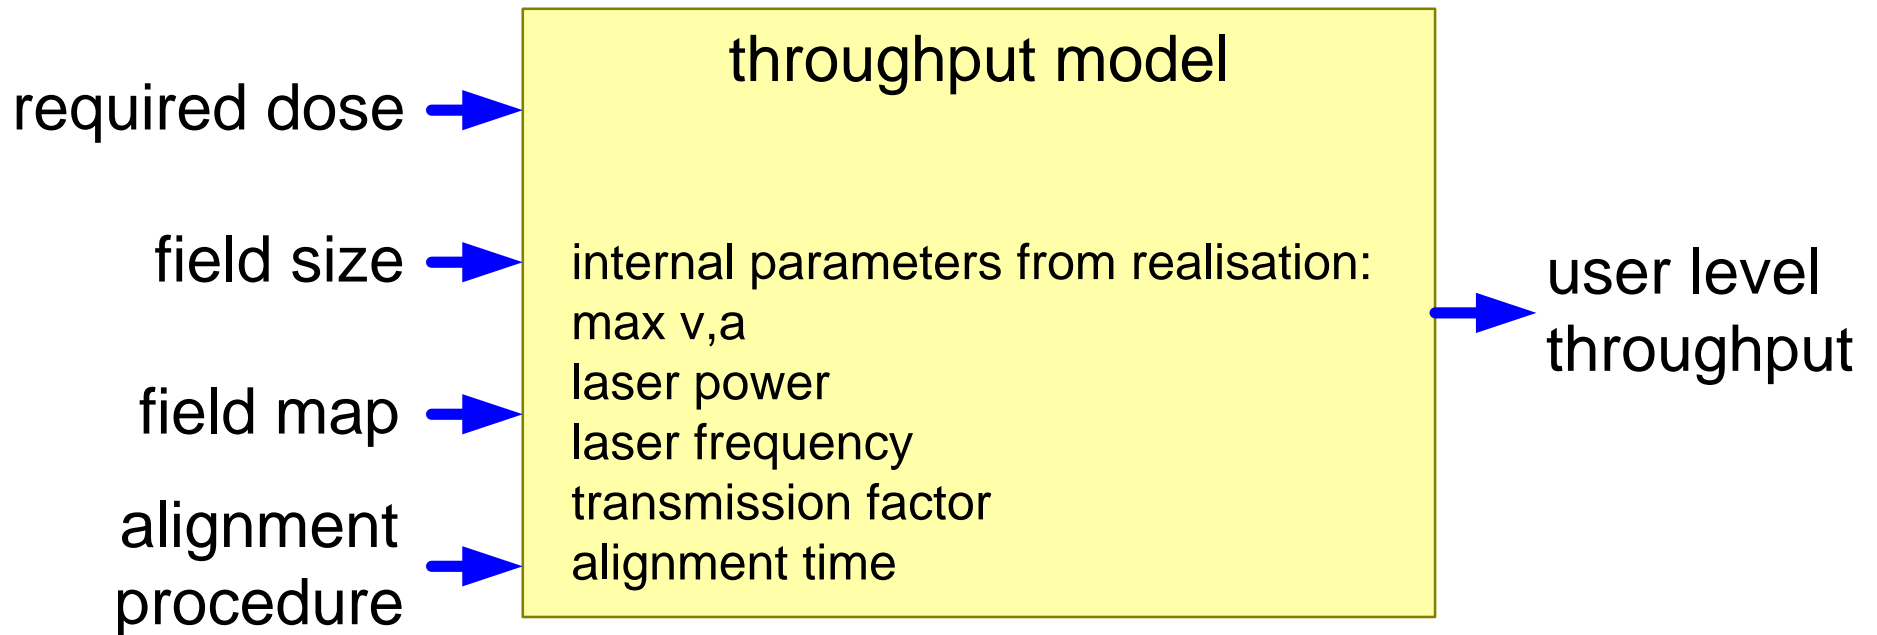 throughput model
required dose
field size
field map
alignment
procedure
internal parameters from realisation:
max v,a
laser power
laser frequency
transmission factor
alignment time
user level
throughput